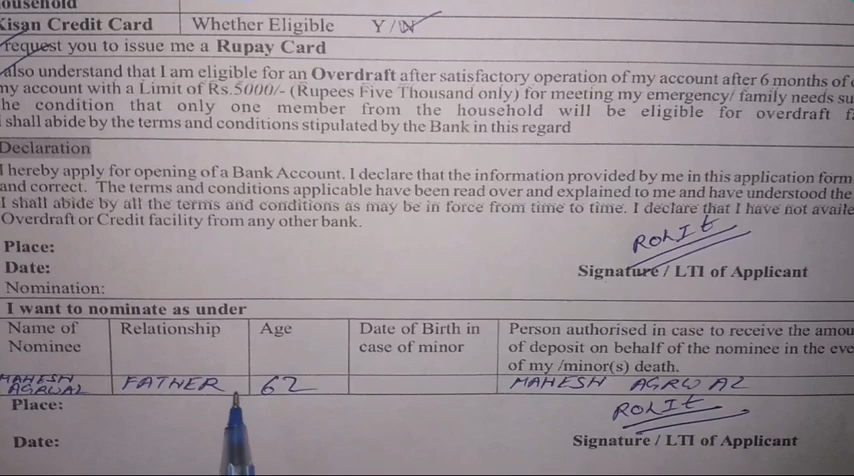 ousehold
Kisan Credit Card Whether Eligible Y/N
request you to issue me a Rupay Card
also understand that I am eligible for an Overdraft after satisfactory operation of my account after 6 months of
my account with a Limit of Rs.5000/- (Rupees Five Thousand only) for meeting my emergency/ family needs su
he condition that only one member from the household will be eligible for overdraft f
shall abide by the terms and conditions stipulated by the Bank in this regard
Declaration
I hereby apply for opening of a Bank Account. I declare that the information provided by me in this application form
and correct. The terms and conditions applicable have been read over and explained to me and have understood the
I shall abide by all the terms and conditions as may be in force from time to time. I declare that I have not availe
Overdraft or Credit facility from any other bank.
Place:
ROHIt
Date:
Signature / LTI of Applicant
Nomination:
I want to nominate as under
Name of Nominee Relationship Age Date of Birth in case of minor Person authorised in case to receive the amou
of deposit on behalf of the nominee in the eve
of my /minor(s) death.
MAHESH AGRWAL FATHER 62 MAHESH AGRWAL
Place:
ROHIt
Date:
Signature / LTI of Applicant